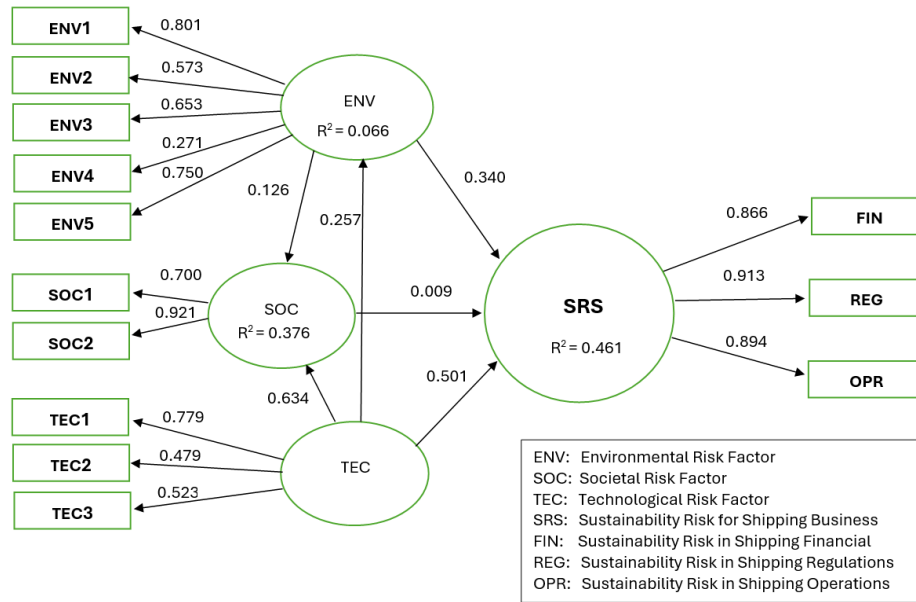 ENV1
0.801
ENV2
0.573
ENV3
0.653
ENV4
0.271
ENV5
0.750
ENV
R² = 0.066
0.126
0.257
0.340
SOC1
0.700
SOC2
0.921
SOC
R² = 0.376
0.009
0.634
SRS
R² = 0.461
0.501
0.866
FIN
0.913
REG
0.894
OPR
TEC1
0.779
TEC2
0.479
TEC3
0.523
TEC
ENV: Environmental Risk Factor
SOC: Societal Risk Factor
TEC: Technological Risk Factor
SRS: Sustainability Risk for Shipping Business
FIN: Sustainability Risk in Shipping Financial
REG: Sustainability Risk in Shipping Regulations
OPR: Sustainability Risk in Shipping Operations